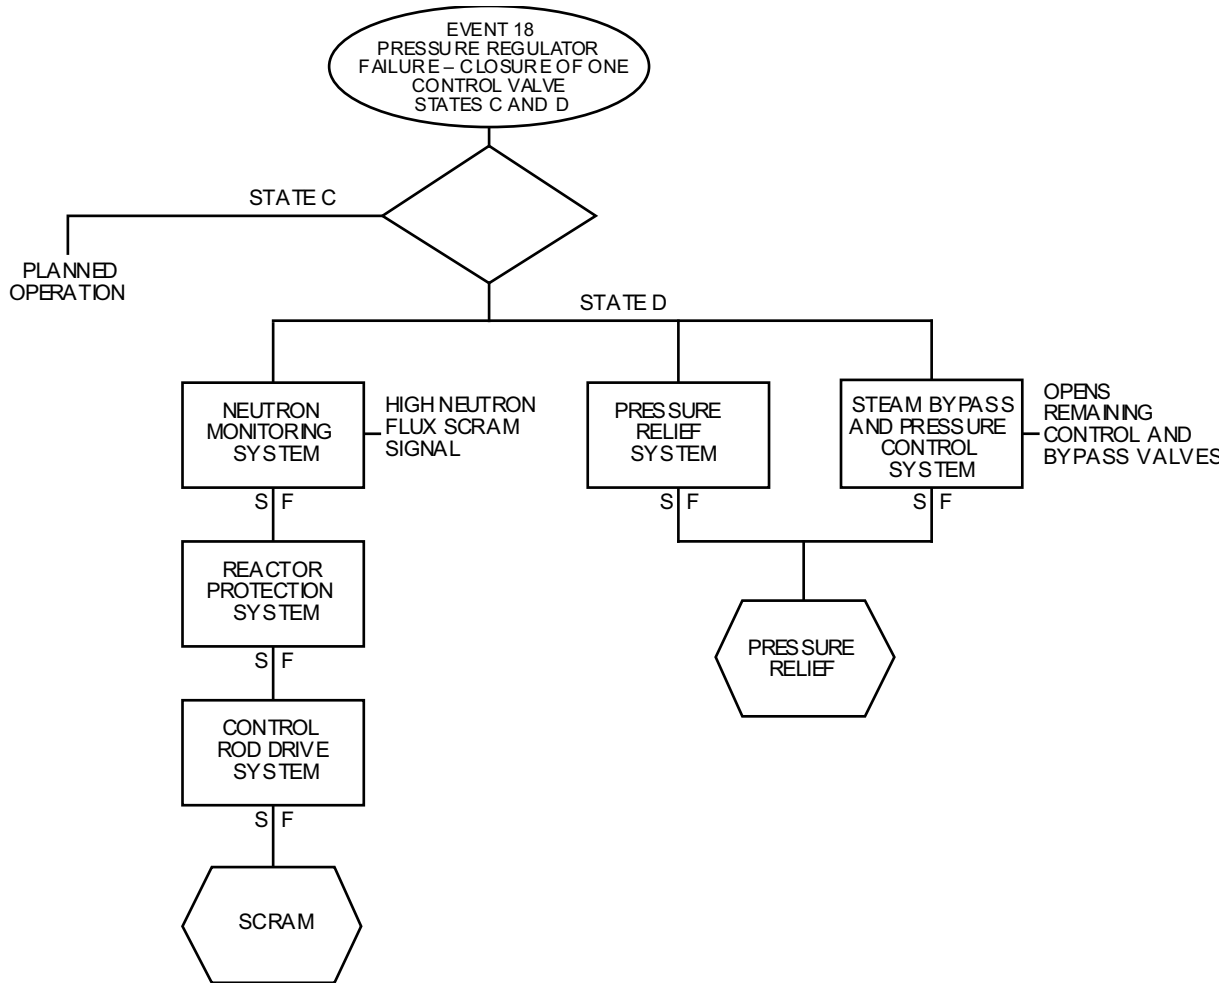 EVENT 18
PRESSURE REGULATOR
FAILURE – CLOSURE OF ONE
CONTROL VALVE
STATES C AND D
STATE C
PLANNED
OPERATION
STATE D
NEUTRON
MONITORING
SYSTEM
HIGH NEUTRON
FLUX SCRAM
SIGNAL
PRESSURE
RELIEF
SYSTEM
STEAM BYPASS
AND PRESSURE
CONTROL
SYSTEM
OPENS
REMAINING
CONTROL AND
BYPASS VALVES
S F
S F
S F
REACTOR
PROTECTION
SYSTEM
S F
PRESSURE
RELIEF
CONTROL
ROD DRIVE
SYSTEM
S F
SCRAM